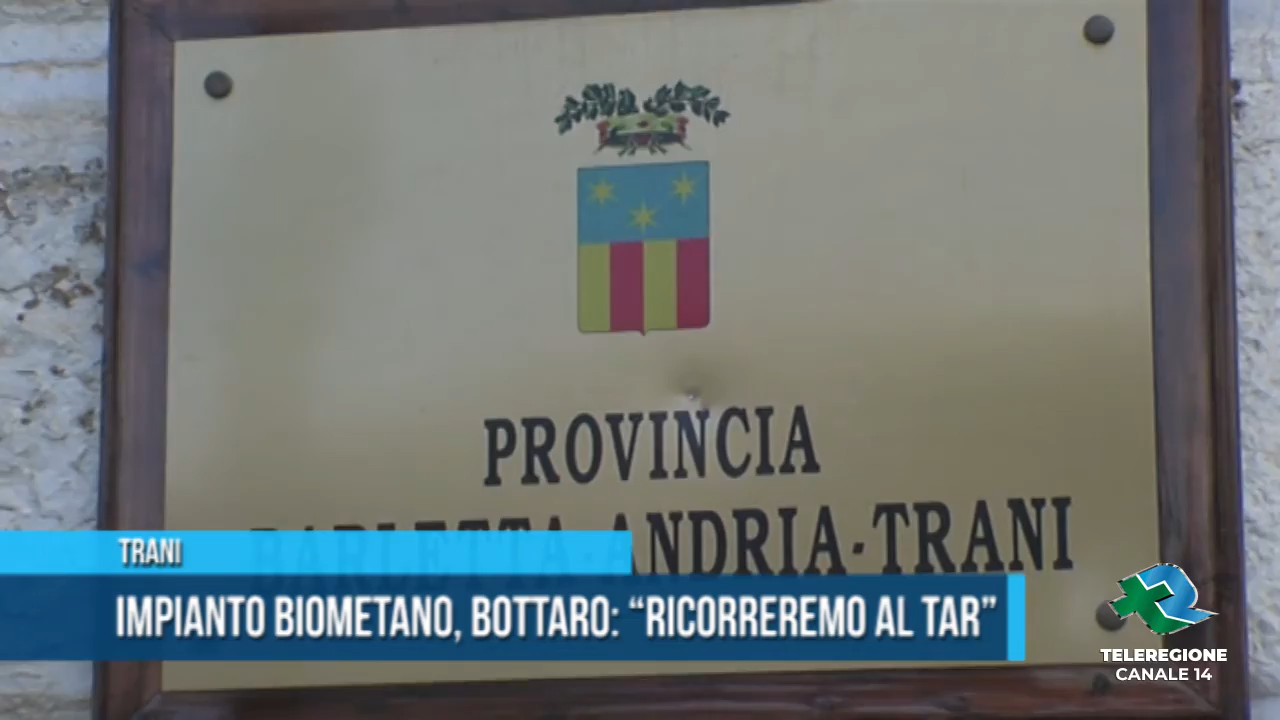 PROVINCIA
BARLETTA-ANDRIA-TRANI
TRANI
IMPIANTO BIOMETANO, BOTTARO: “RICORREREMO AL TAR”
TELEREGIONE
CANALE 14